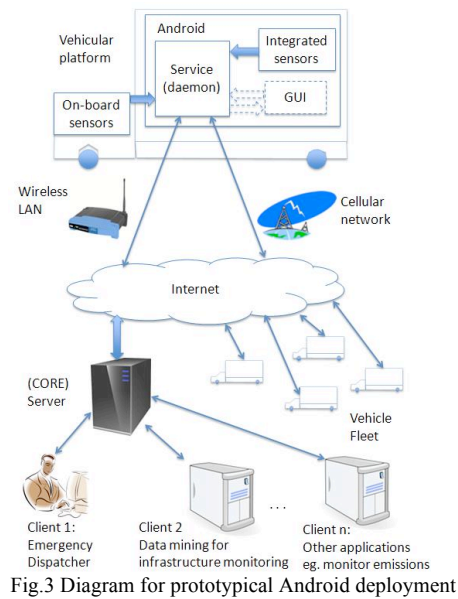 Vehicular
platform
Android
Service
(daemon)
Integrated
sensors
GUI
On-board
sensors
Wireless
LAN
Cellular
network
Internet
(CORE)
Server
Vehicle
Fleet
Client 1:
Emergency
Dispatcher
Client 2
Data mining for
infrastructure monitoring
. . .
Client n:
Other applications
eg. monitor emissions
Fig.3 Diagram for prototypical Android deployment